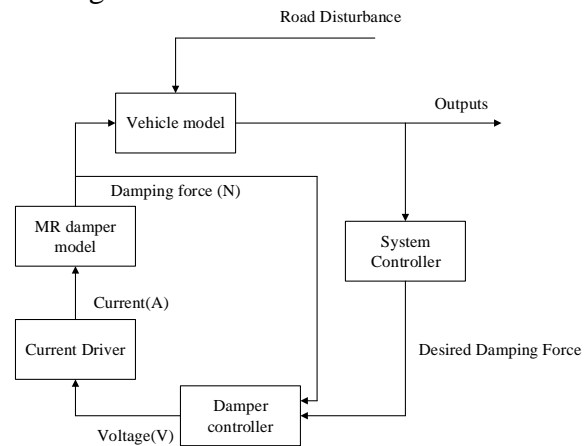 Road Disturbance
Outputs
Vehicle model
Damping force (N)
MR damper
model
System
Controller
Current(A)
Current Driver
Desired Damping Force
Damper
controller
Voltage(V)